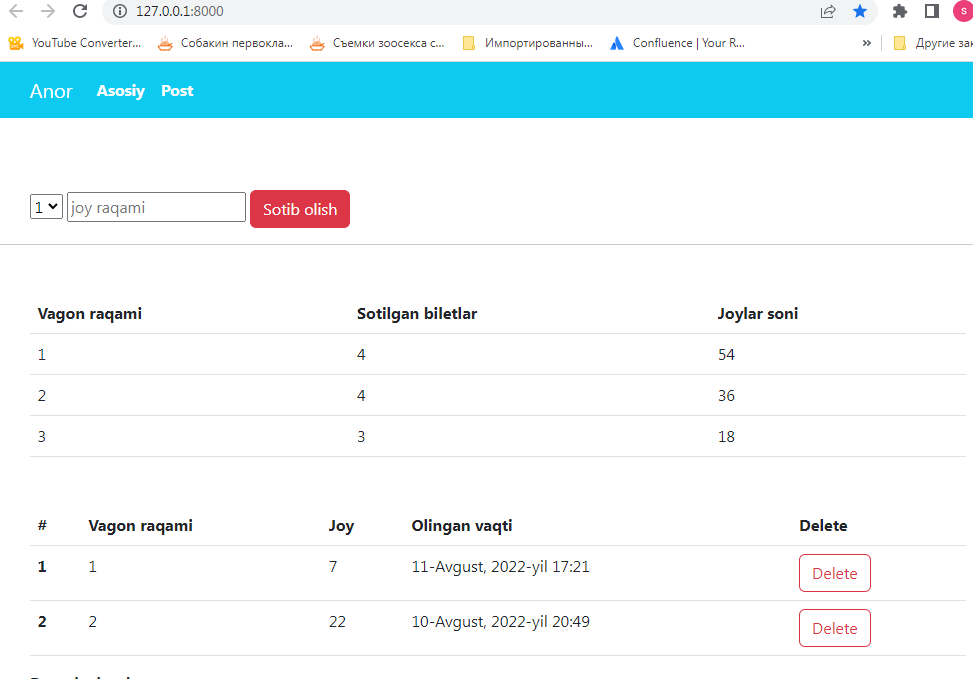 127.0.0.1:8000
S
YouTube Converter... Собакин первокла... Съемки зоосекса с... Импортированны... Confluence | Your R... » Другие зак
Anor Asosiy Post
1 joy raqami Sotib olish
Vagon raqami Sotilgan biletlar Joylar soni
1 4 54
2 4 36
3 3 18
# Vagon raqami Joy Olingan vaqti Delete
1 1 7 11-Avgust, 2022-yil 17:21 Delete
2 2 22 10-Avgust, 2022-yil 20:49 Delete